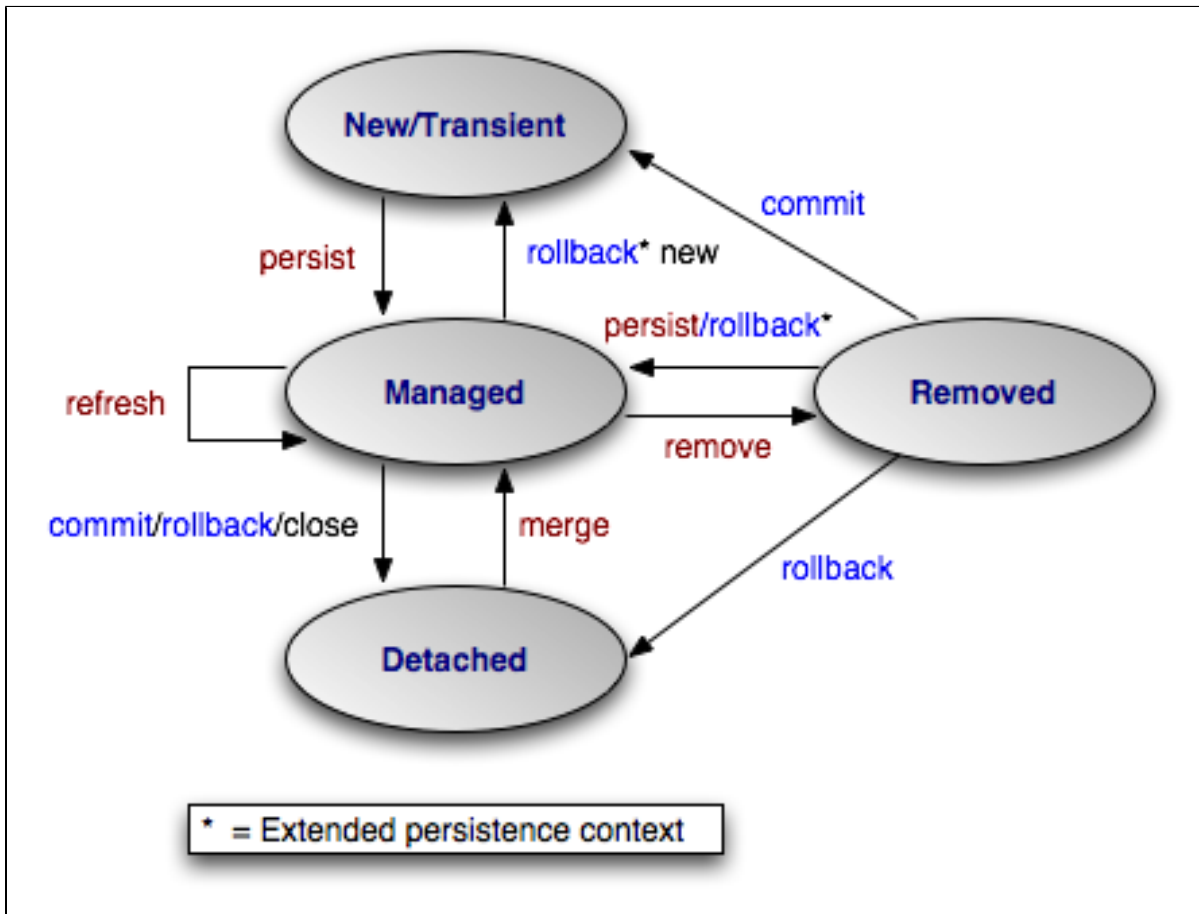 New/Transient
commit
persist
rollback* new
persist/rollback*
refresh
Managed
Removed
remove
commit/rollback/close
merge
rollback
Detached
* = Extended persistence context